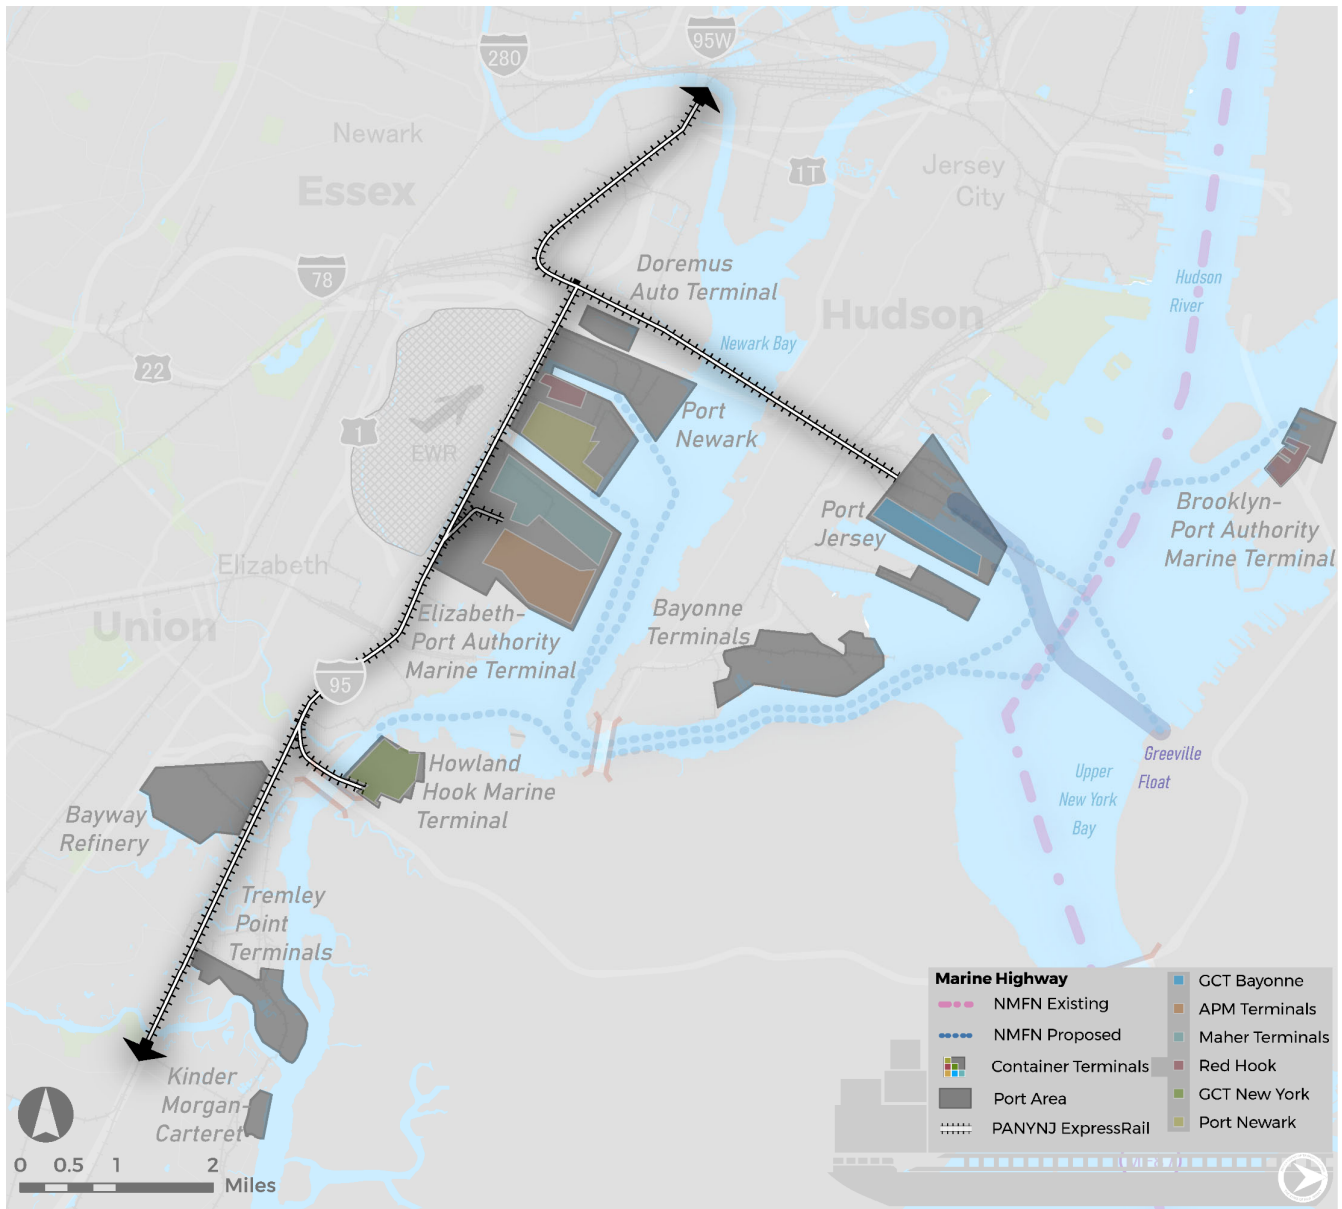 280
95W
Newark
Essex
1T
Jersey
City
78
Doremus
Auto Terminal
Hudson
River
Hudson
Newark Bay
22
1
EWR
Port
Newark
Port
Jersey
Brooklyn-
Port Authority
Marine Terminal
Elizabeth
Union
Elizabeth-
Port Authority
Marine Terminal
Bayonne
Terminals
95
Howland
Hook Marine
Terminal
Greeville
Float
Upper
New York
Bay
Bayway
Refinery
Tremley
Point
Terminals
Kinder
Morgan-
Carteret
0 0.5 1 2
Miles
Marine Highway
NMFN Existing
NMFN Proposed
Container Terminals
Port Area
PANYNJ ExpressRail
GCT Bayonne
APM Terminals
Maher Terminals
Red Hook
GCT New York
Port Newark